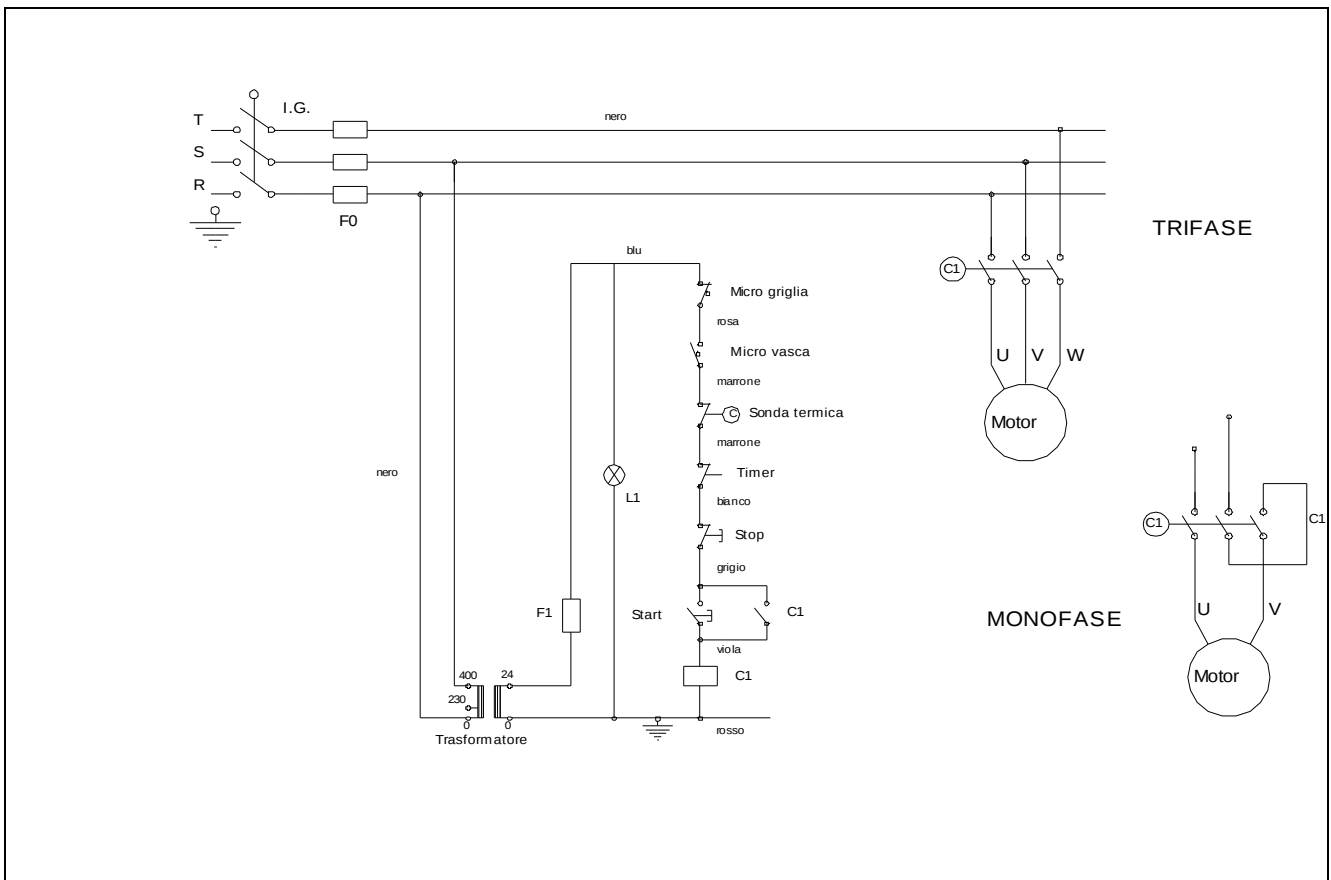 I.G.
nero
T
S
R
F0
TRIFASE
blu
C1
Micro griglia
rosa
Micro vasca
U V W
marrone
C Sonda termica
Motor
marrone
nero
Timer
L1
bianco
C1
C1
Stop
grigio
F1
Start
C1
U
V
MONOFASE
viola
400
24
C1
Motor
230
0
0
rosso
Trasformatore